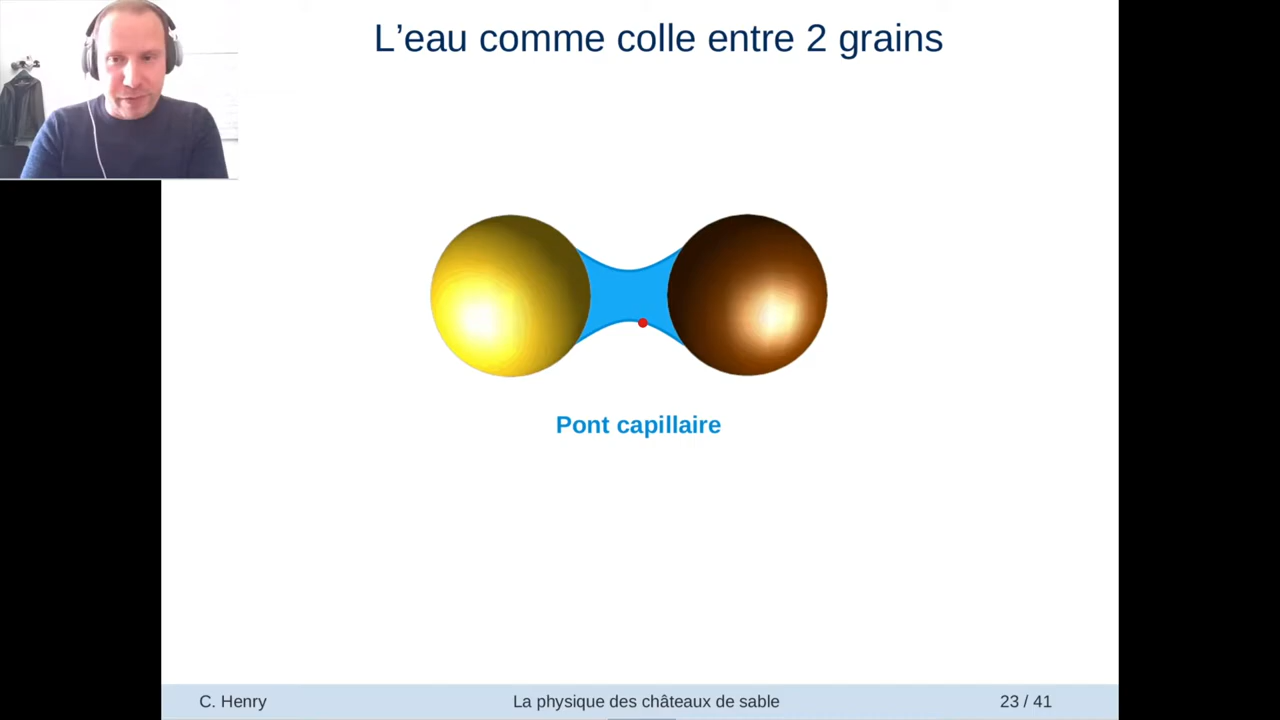 L’eau comme colle entre 2 grains
Pont capillaire
C. Henry
La physique des châteaux de sable
23 / 41